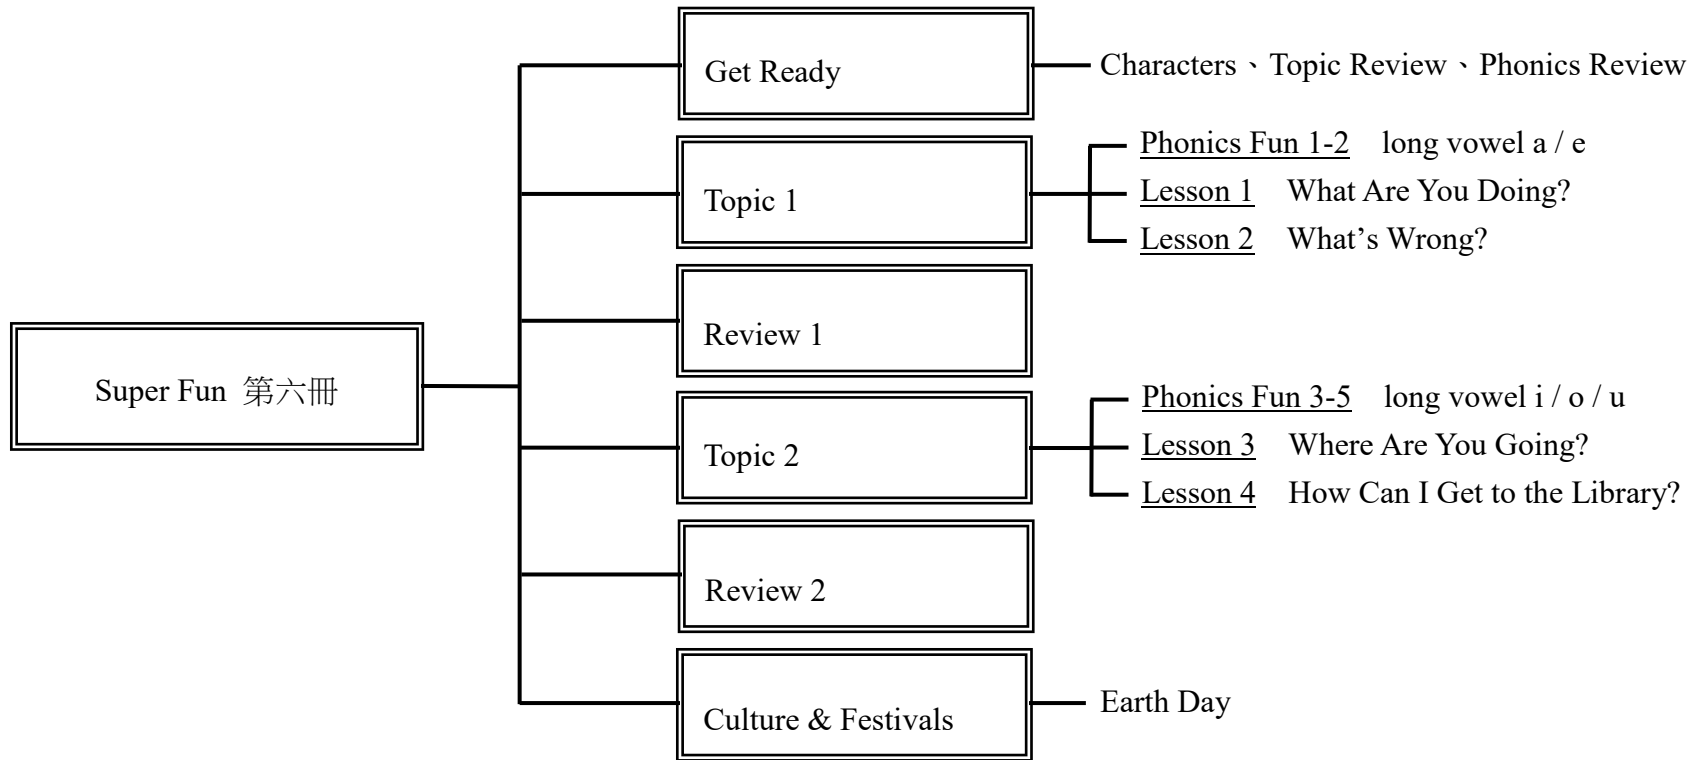 Super Fun 第六冊
Get Ready
Characters、Topic Review、Phonics Review
Topic 1
Phonics Fun 1-2 long vowel a / e
Lesson 1 What Are You Doing?
Lesson 2 What’s Wrong?
Review 1
Topic 2
Phonics Fun 3-5 long vowel i / o / u
Lesson 3 Where Are You Going?
Lesson 4 How Can I Get to the Library?
Review 2
Culture & Festivals
Earth Day